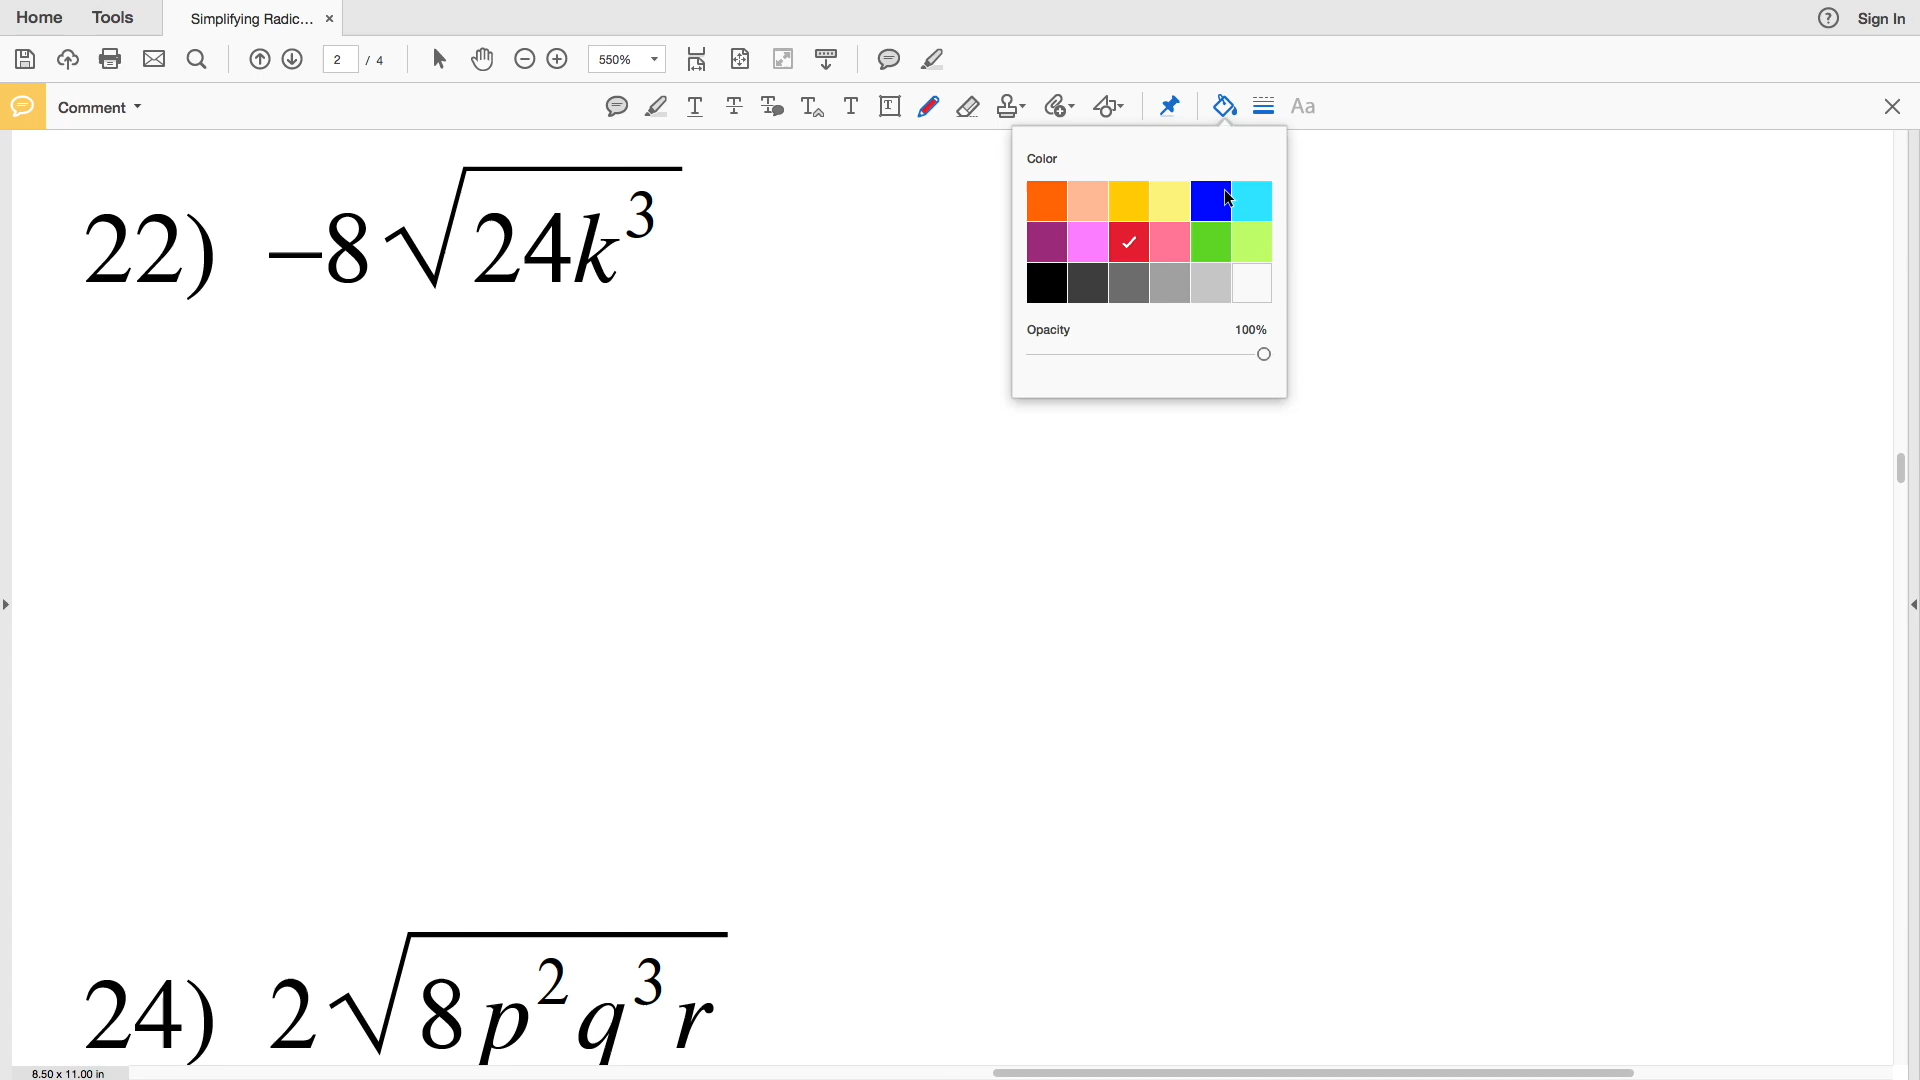 Home Tools Simplifying Radic... × ? Sign In
2 / 4 550%
Comment T T T T T T Aa
Color
22) –8√24k³
Opacity 100%
24) 2√8p²q³r
8.50 x 11.00 in